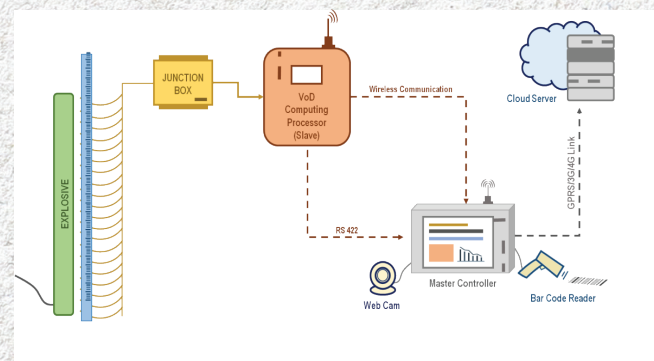 EXPLOSIVE
JUNCTION
BOX
VoD
Computing
Processor
(Slave)
Wireless Communication
RS 422
Cloud Server
GPRS/3G/4G Link
Master Controller
Web Cam
Bar Code Reader